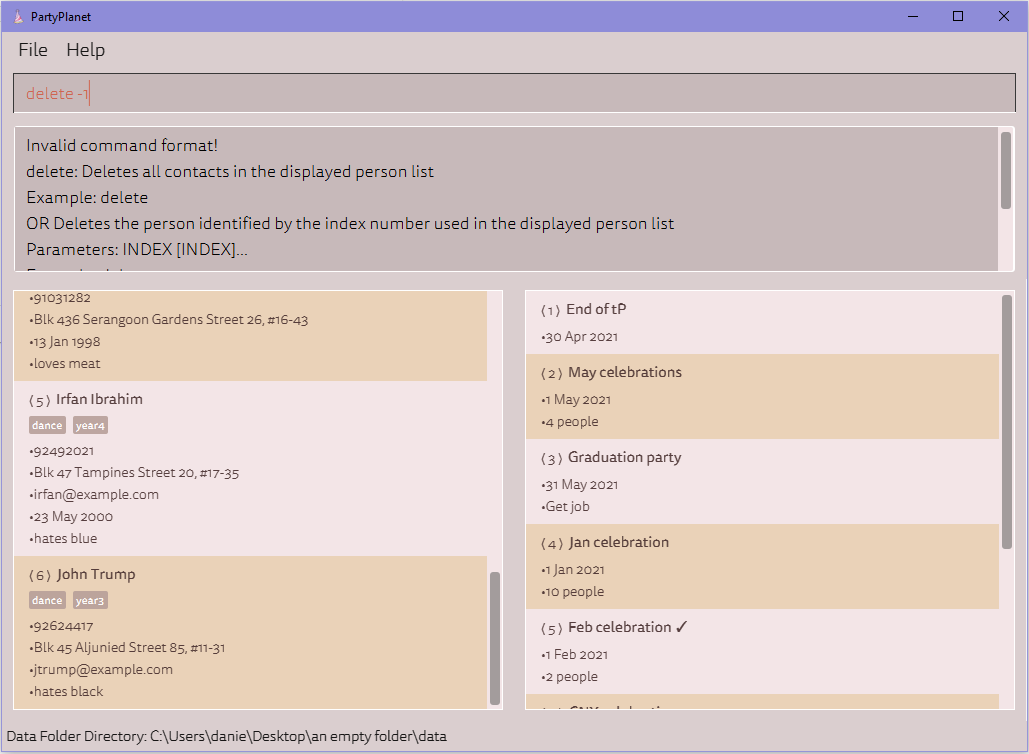 PartyPlanet
File Help
delete -1
Invalid command format!
delete: Deletes all contacts in the displayed person list
Example: delete
OR Deletes the person identified by the index number used in the displayed person list
Parameters: INDEX [INDEX]...
•91031282
•Blk 436 Serangoon Gardens Street 26, #16-43
•13 Jan 1998
•loves meat
(5) Irfan Ibrahim
dance year4
•92492021
•Blk 47 Tampines Street 20, #17-35
•irfan@example.com
•23 May 2000
•hates blue
(6) John Trump
dance year3
•92624417
•Blk 45 Aljunied Street 85, #11-31
•jtrump@example.com
•hates black
(1) End of tP
•30 Apr 2021
(2) May celebrations
•1 May 2021
•4 people
(3) Graduation party
•31 May 2021
•Get job
(4) Jan celebration
•1 Jan 2021
•10 people
(5) Feb celebration ✓
•1 Feb 2021
•2 people
Data Folder Directory: C:\Users\danie\Desktop\an empty folder\data